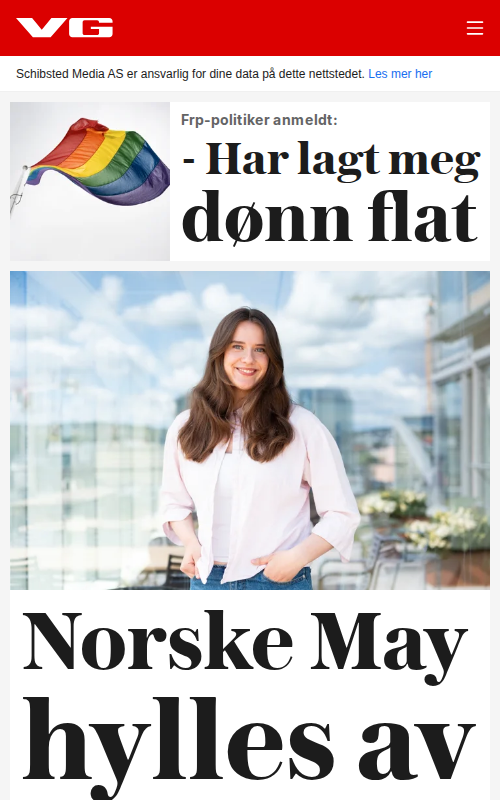 VG
Schibsted Media AS er ansvarlig for dine data på dette nettstedet. Les mer her
Frp-politiker anmeldt:
- Har lagt meg
dønn flat
Norske May
hylles av